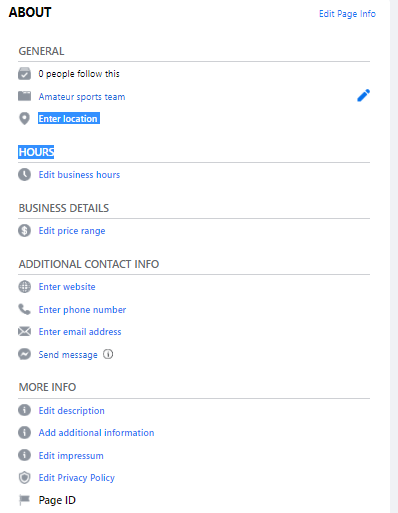 ABOUT
Edit Page Info
GENERAL
0 people follow this
Amateur sports team
Enter location
HOURS
Edit business hours
BUSINESS DETAILS
Edit price range
ADDITIONAL CONTACT INFO
Enter website
Enter phone number
Enter email address
Send message
MORE INFO
Edit description
Add additional information
Edit impressum
Edit Privacy Policy
Page ID